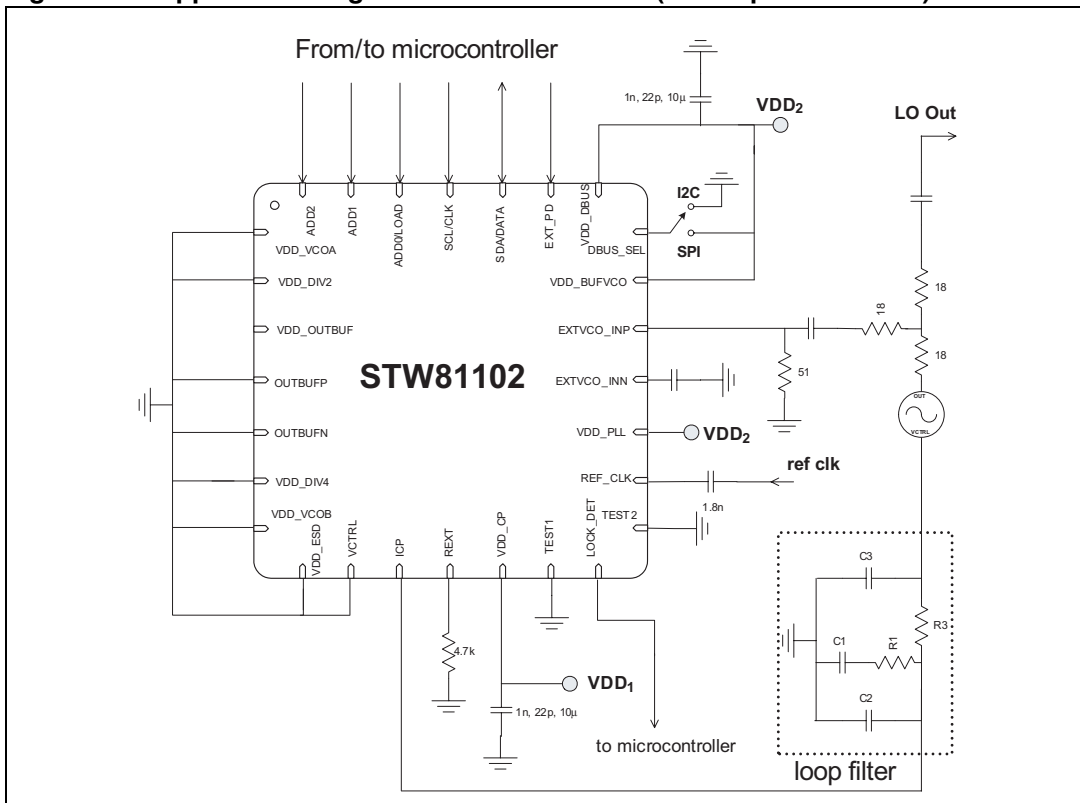 From/to microcontroller
1n, 22p, 10µ
VDD2
LO Out
ADD2
ADD1
ADD0/LOAD
SCL/CLK
SDA/DATA
EXT_PD
VDD_DBUS
I2C
SPI
DBUS_SEL
VDD_VCOA
VDD_DIV2
VDD_BUFVCO
18
18
18
VDD_OUTBUF
EXTVCO_INP
STW81102
51
OUTBUFP
EXTVCO_INN
OUT
VCTRL
OUTBUFN
VDD_PLL
VDD2
VDD_DIV4
REF_CLK
ref clk
1.8n
VDD_VCOB
TEST2
VDD_ESD
VCTRL
ICP
REXT
VDD_CP
TEST1
LOCK_DET
C3
R3
C1
R1
C2
4.7k
VDD1
1n, 22p, 10µ
to microcontroller
loop filter